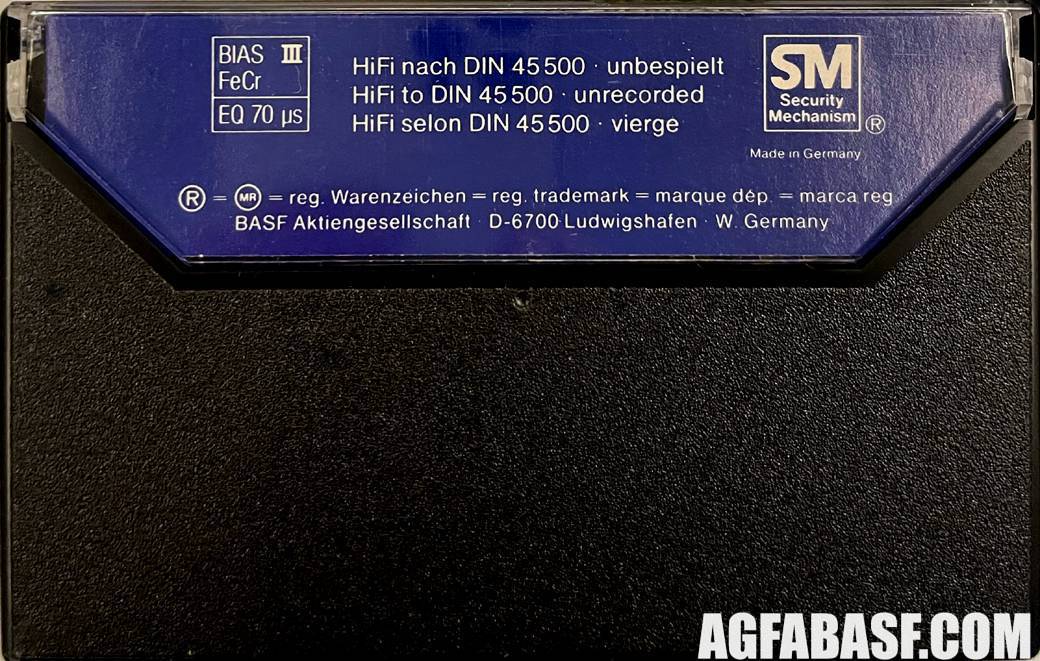 BIAS III
FeCr
EQ 70 µs
HiFi nach DIN 45 500 · unbespielt
HiFi to DIN 45 500 · unrecorded
HiFi selon DIN 45 500 · vierge
SM
Security
Mechanism ®
Made in Germany
® = MR = reg. Warenzeichen = reg. trademark = marque dép. = marca reg.
BASF Aktiengesellschaft · D-6700 Ludwigshafen · W. Germany
AGFABASF.COM